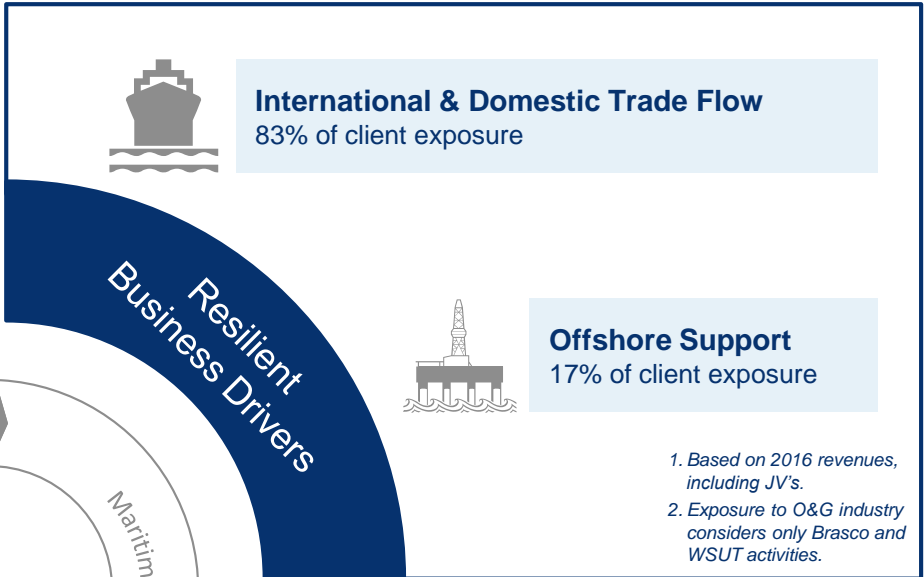 International & Domestic Trade Flow
83% of client exposure
Resilient
Business Drivers
Offshore Support
17% of client exposure
1. Based on 2016 revenues,
including JV's.
2. Exposure to O&G industry
considers only Brasco and
WSUT activities.
Maritim